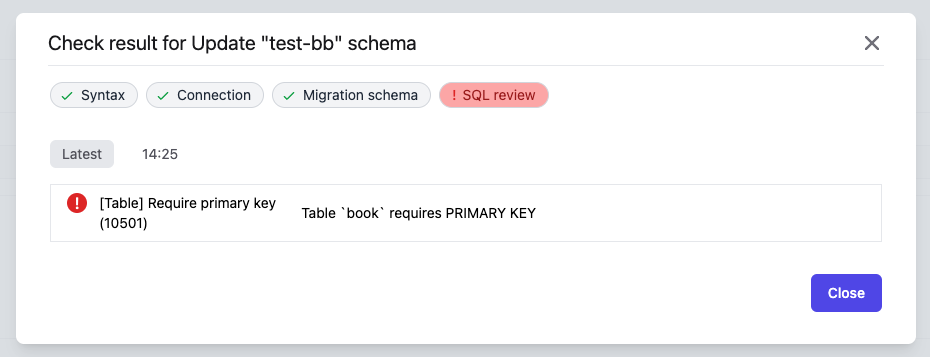 Check result for Update "test-bb" schema
Syntax
Connection
Migration schema
! SQL review
Latest
14:25
[Table] Require primary key
(10501)
Table `book` requires PRIMARY KEY
Close